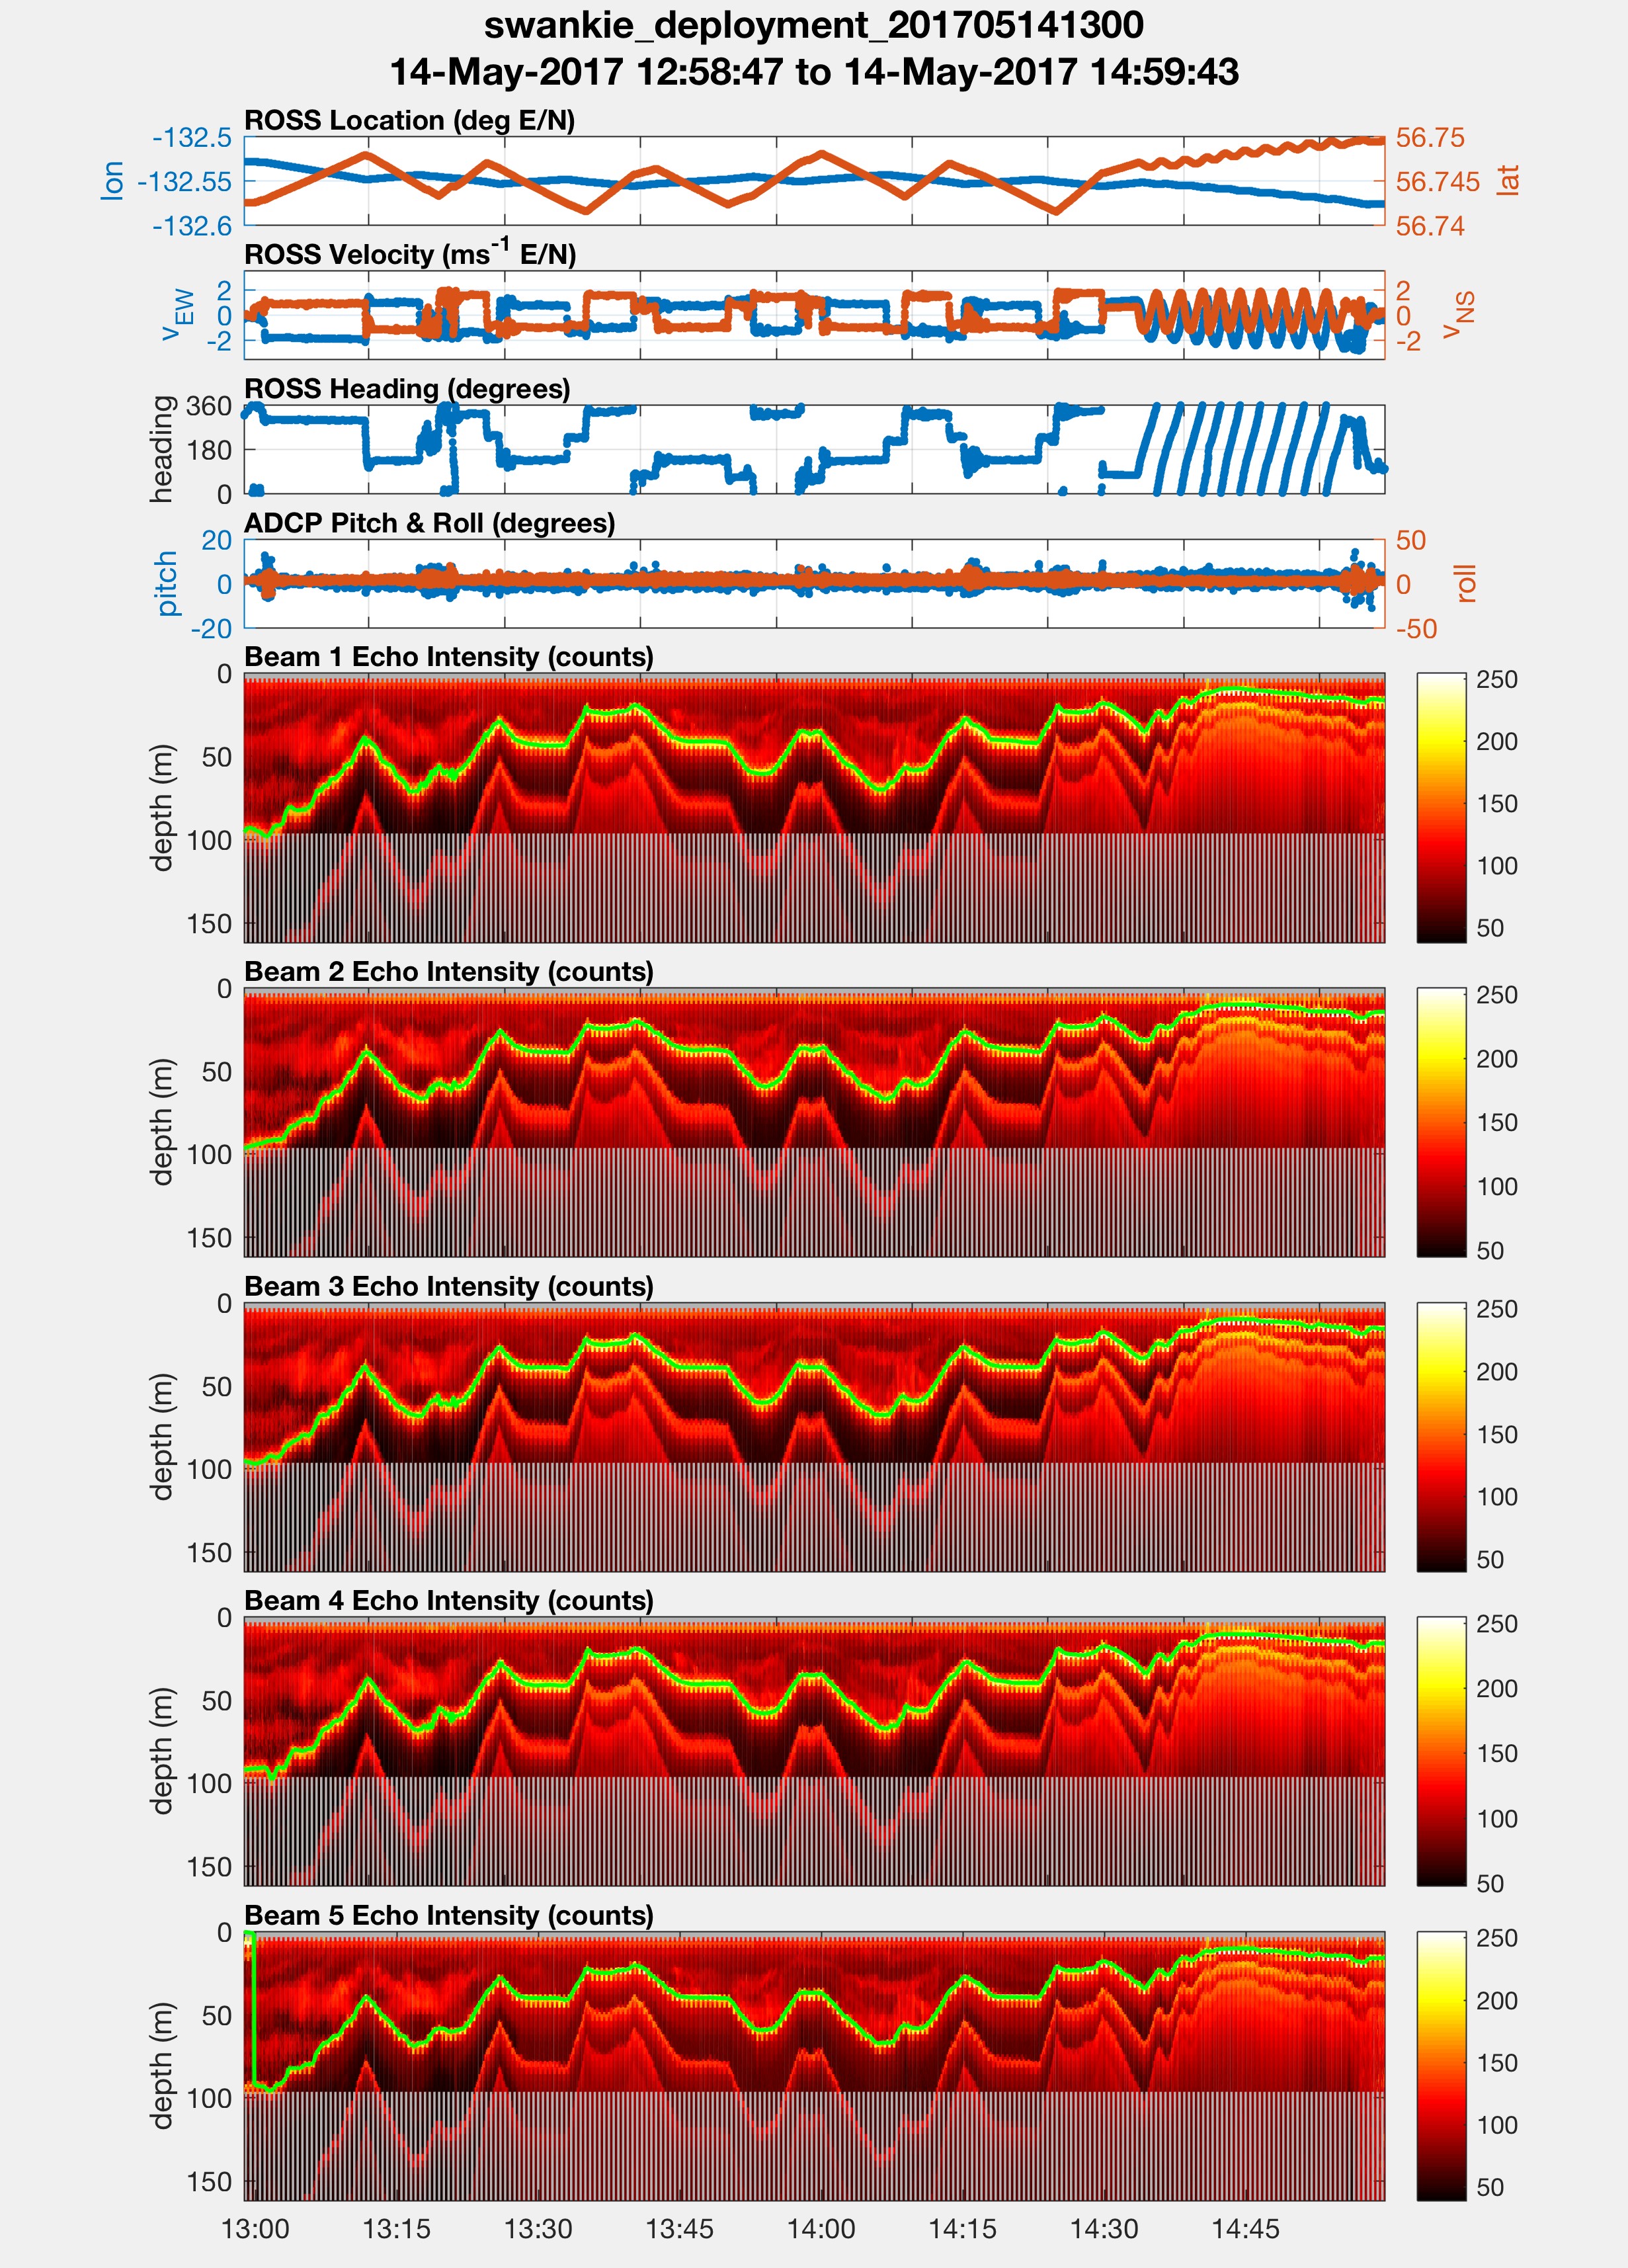 swankie_deployment_201705141300
14-May-2017 12:58:47 to 14-May-2017 14:59:43
ROSS Location (deg E/N)
-132.5
-132.55
-132.6
lon
56.75
56.745
56.74
lat
ROSS Velocity (ms-1 E/N)
2
0
-2
vEW
2
0
-2
vNS
ROSS Heading (degrees)
360
180
0
heading
ADCP Pitch & Roll (degrees)
20
0
-20
pitch
50
0
-50
roll
Beam 1 Echo Intensity (counts)
0
50
100
150
depth (m)
250
200
150
100
50
Beam 2 Echo Intensity (counts)
0
50
100
150
depth (m)
250
200
150
100
50
Beam 3 Echo Intensity (counts)
0
50
100
150
depth (m)
250
200
150
100
50
Beam 4 Echo Intensity (counts)
0
50
100
150
depth (m)
250
200
150
100
50
Beam 5 Echo Intensity (counts)
0
50
100
150
depth (m)
250
200
150
100
50
13:00 13:15 13:30 13:45 14:00 14:15 14:30 14:45